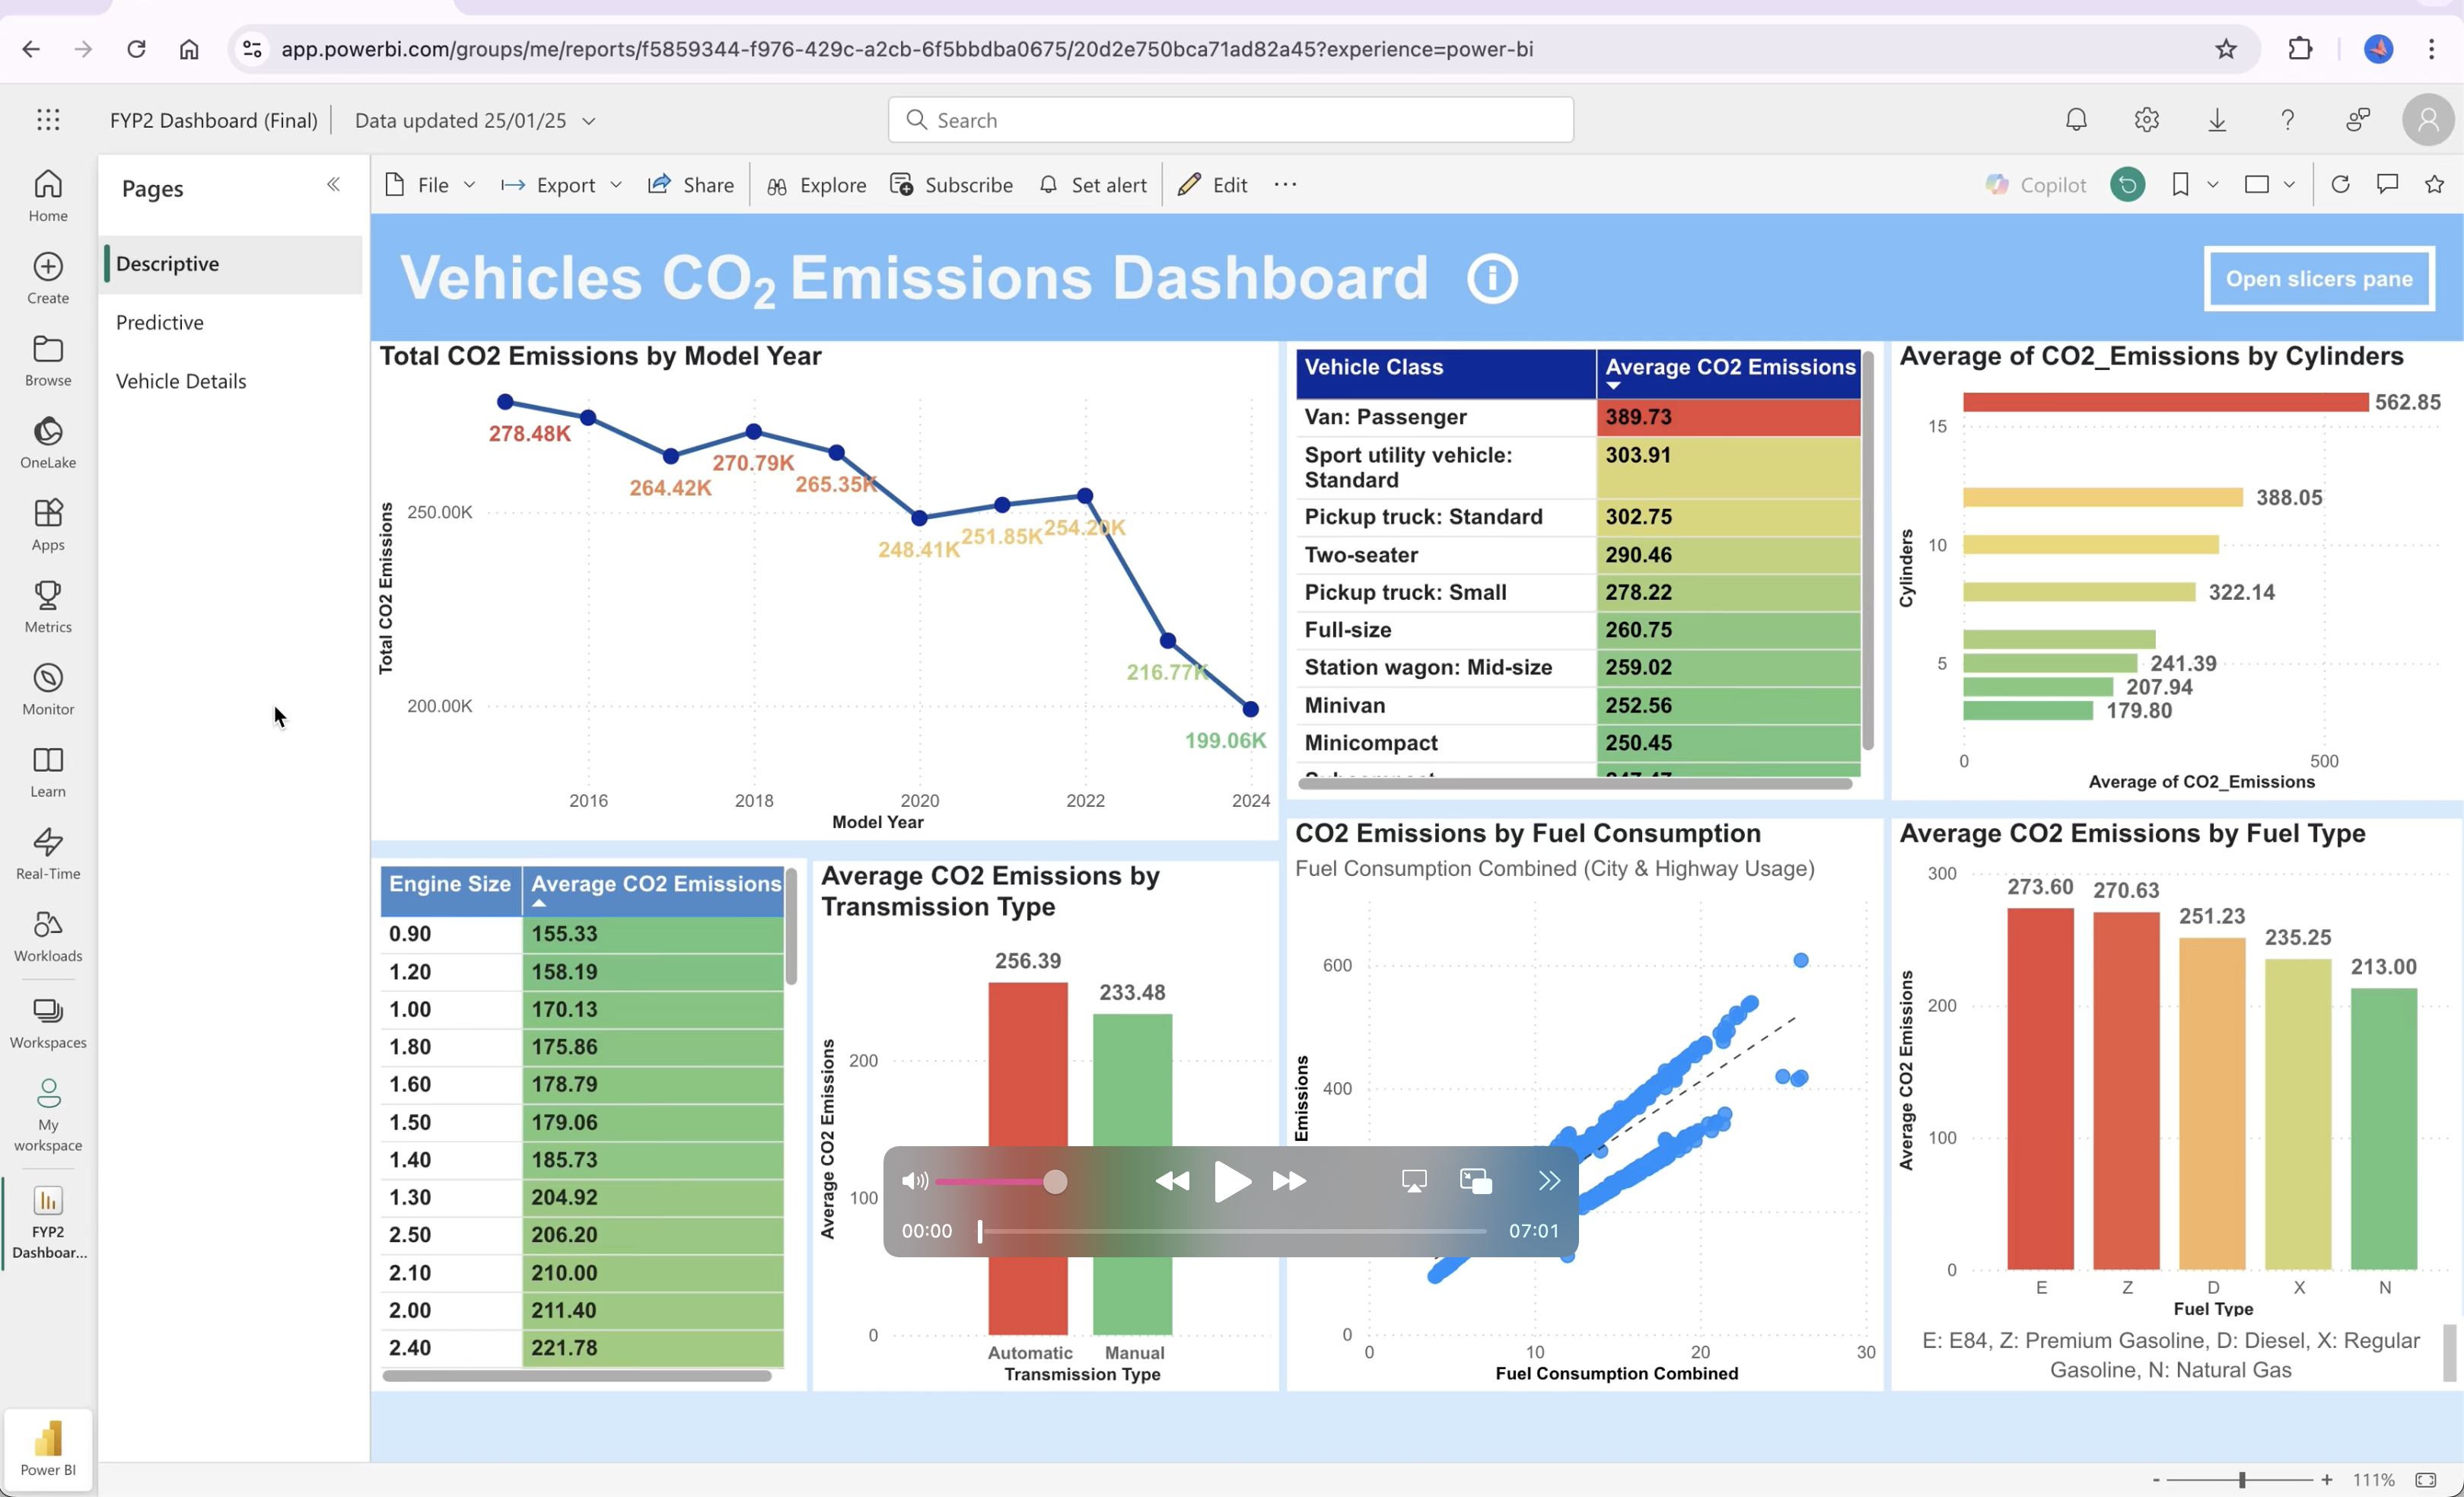 app.powerbi.com/groups/me/reports/f5859344-f976-429c-a2cb-6f5bbdba0675/20d2e750bca71ad82a45?experience=power-bi
FYP2 Dashboard (Final)
Data updated 25/01/25
Search
Home
Create
Browse
OneLake
Apps
Metrics
Monitor
Learn
Real-Time
Workloads
Workspaces
My
workspace
FYP2
Dashboar...
Power BI
Pages
Descriptive
Predictive
Vehicle Details
File
Export
Share
Explore
Subscribe
Set alert
Edit
Copilot
Vehicles CO2 Emissions Dashboard
Open slicers pane
Total CO2 Emissions by Model Year
Total CO2 Emissions
250.00K
200.00K
278.48K
264.42K
270.79K
265.35K
248.41K
251.85K
254.20K
216.77K
199.06K
2016
2018
2020
2022
2024
Model Year
Vehicle Class
Average CO2 Emissions
Van: Passenger 389.73
Sport utility vehicle: 303.91
Standard
Pickup truck: Standard 302.75
Two-seater 290.46
Pickup truck: Small 278.22
Full-size 260.75
Station wagon: Mid-size 259.02
Minivan 252.56
Minicompact 250.45
Average of CO2_Emissions by Cylinders
Cylinders
15
10
5
562.85
388.05
322.14
241.39
207.94
179.80
0
500
Average of CO2_Emissions
Engine Size
Average CO2 Emissions
0.90 155.33
1.20 158.19
1.00 170.13
1.80 175.86
1.60 178.79
1.50 179.06
1.40 185.73
1.30 204.92
2.50 206.20
2.10 210.00
2.00 211.40
2.40 221.78
Average CO2 Emissions by
Transmission Type
Average CO2 Emissions
200
100
0
256.39
233.48
Automatic
Manual
Transmission Type
CO2 Emissions by Fuel Consumption
Fuel Consumption Combined (City & Highway Usage)
Emissions
600
400
0
0
10
20
30
Fuel Consumption Combined
00:00
07:01
Average CO2 Emissions by Fuel Type
Average CO2 Emissions
300
200
100
0
273.60
270.63
251.23
235.25
213.00
E
Z
D
X
N
Fuel Type
E: E84, Z: Premium Gasoline, D: Diesel, X: Regular
Gasoline, N: Natural Gas
111%